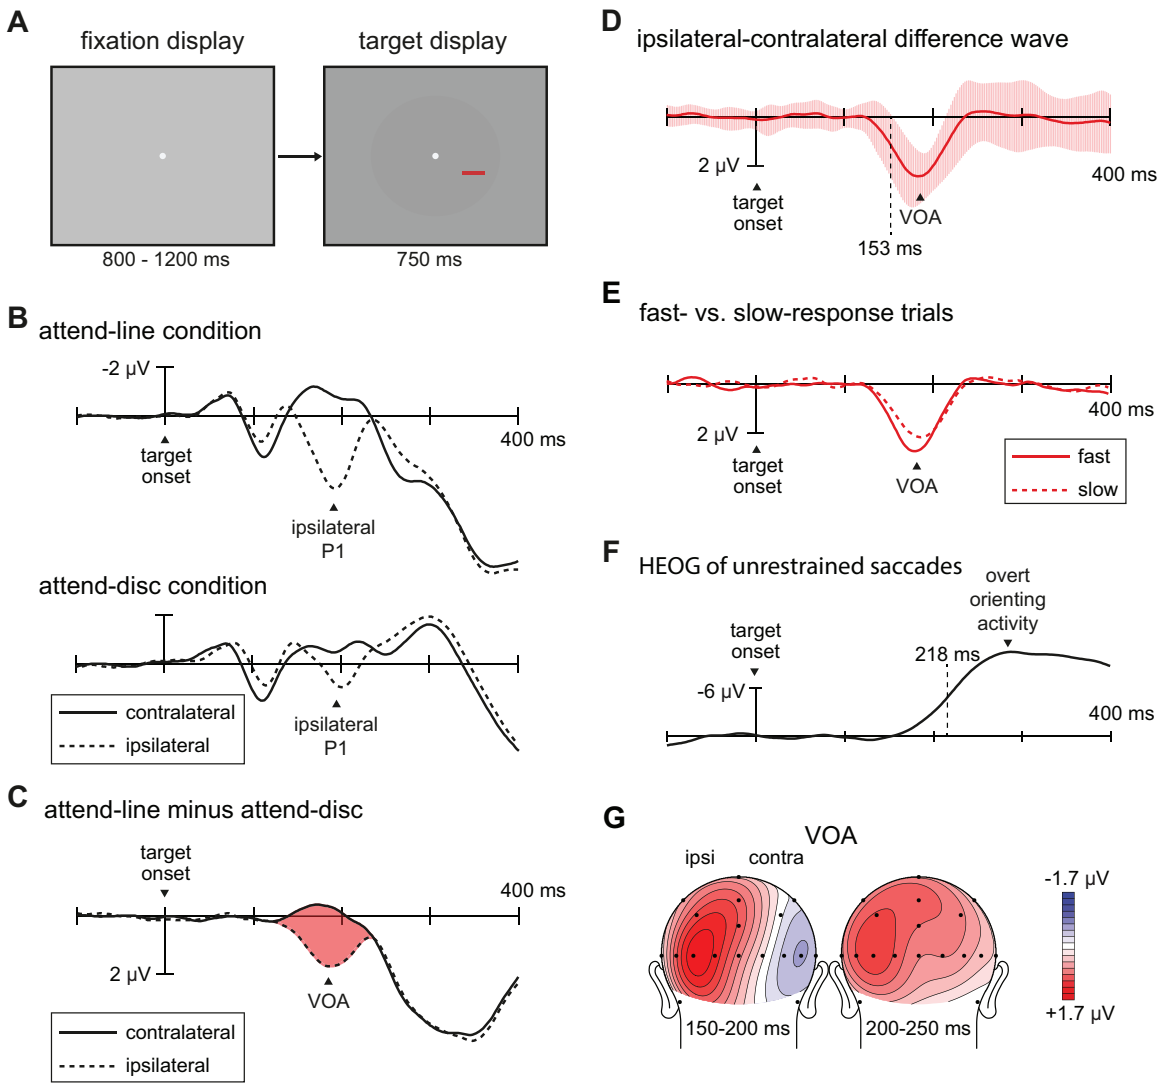 A
fixation display
target display
800 - 1200 ms
750 ms
B
attend-line condition
-2 µV
400 ms
target
onset
ipsilateral
P1
attend-disc condition
contralateral
ipsilateral
ipsilateral
P1
C
attend-line minus attend-disc
target
onset
400 ms
2 µV
VOA
contralateral
ipsilateral
D
ipsilateral-contralateral difference wave
2 µV
400 ms
target
onset
VOA
153 ms
E
fast- vs. slow-response trials
400 ms
2 µV
target
onset
VOA
fast
slow
F
HEOG of unrestrained saccades
overt
orienting
activity
target
onset
218 ms
-6 µV
400 ms
G
VOA
ipsi
contra
-1.7 µV
+1.7 µV
150-200 ms
200-250 ms